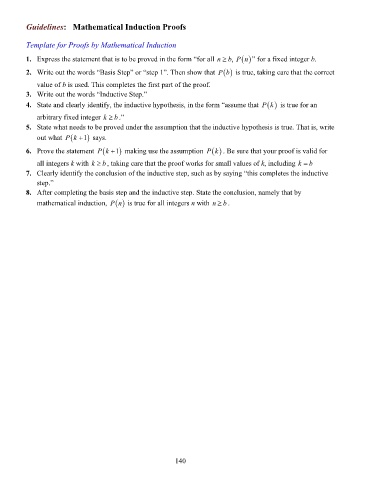 Guidelines: Mathematical Induction Proofs
Template for Proofs by Mathematical Induction
1. Express the statement that is to be proved in the form “for all n ≥ b, P(n)” for a fixed integer b.
2. Write out the words “Basis Step” or “step 1”. Then show that P(b) is true, taking care that the correct
value of b is used. This completes the first part of the proof.
3. Write out the words “Inductive Step.”
4. State and clearly identify, the inductive hypothesis, in the form “assume that P(k) is true for an
arbitrary fixed integer k ≥ b.”
5. State what needs to be proved under the assumption that the inductive hypothesis is true. That is, write
out what P(k+1) says.
6. Prove the statement P(k+1) making use the assumption P(k). Be sure that your proof is valid for
all integers k with k ≥ b, taking care that the proof works for small values of k, including k = b
7. Clearly identify the conclusion of the inductive step, such as by saying “this completes the inductive
step.”
8. After completing the basis step and the inductive step. State the conclusion, namely that by
mathematical induction, P(n) is true for all integers n with n ≥ b.
140